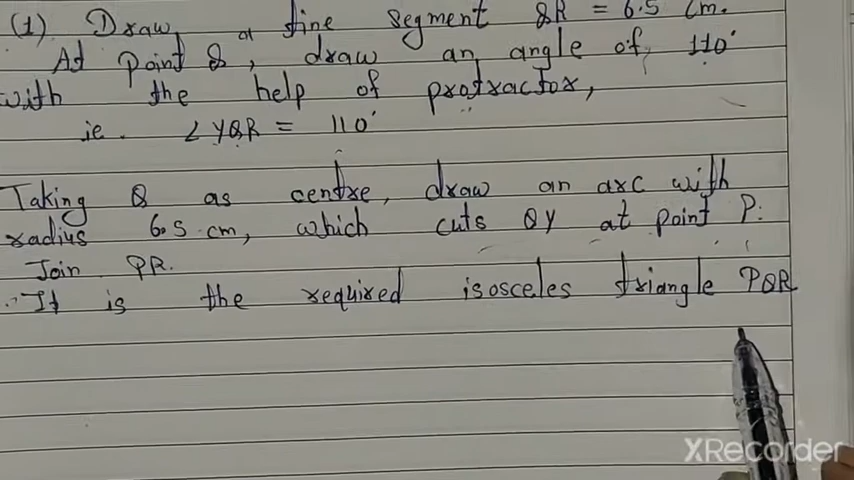 (1) Draw a line segment QR = 6.5 cm.
At point Q, draw an angle of 110°
with the help of protractor,
ie. ∠YQR = 110°
Taking Q as centre, draw an arc with
radius 6.5 cm, which cuts QY at point P.
Join PR.
∴ It is the required isosceles triangle PQR
XRecorder